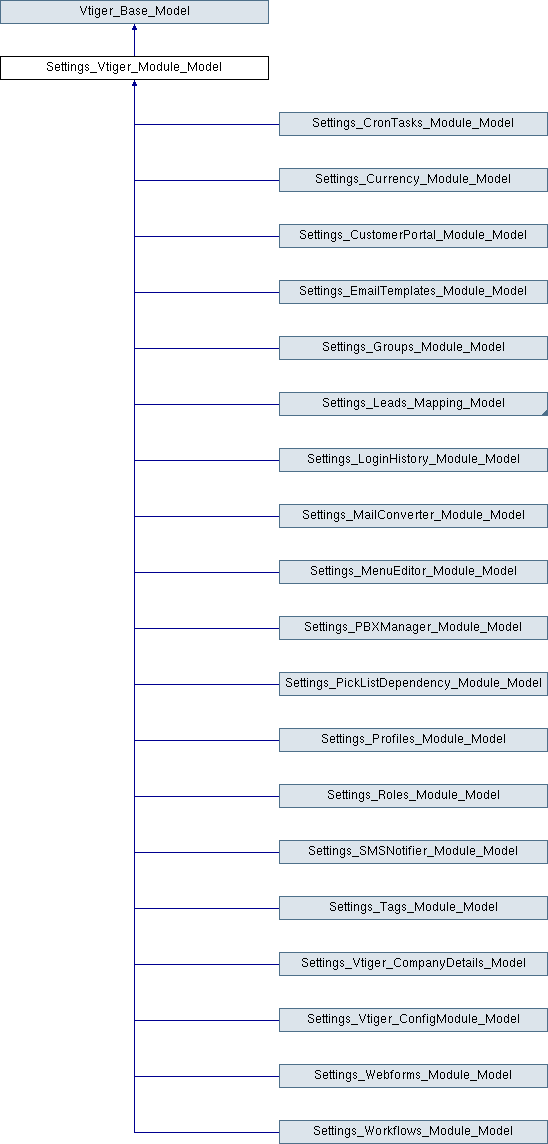 Vtiger_Base_Model
Settings_Vtiger_Module_Model
Settings_CronTasks_Module_Model
Settings_Currency_Module_Model
Settings_CustomerPortal_Module_Model
Settings_EmailTemplates_Module_Model
Settings_Groups_Module_Model
Settings_Leads_Mapping_Model
Settings_LoginHistory_Module_Model
Settings_MailConverter_Module_Model
Settings_MenuEditor_Module_Model
Settings_PBXManager_Module_Model
Settings_PickListDependency_Module_Model
Settings_Profiles_Module_Model
Settings_Roles_Module_Model
Settings_SMSNotifier_Module_Model
Settings_Tags_Module_Model
Settings_Vtiger_CompanyDetails_Model
Settings_Vtiger_ConfigModule_Model
Settings_Webforms_Module_Model
Settings_Workflows_Module_Model